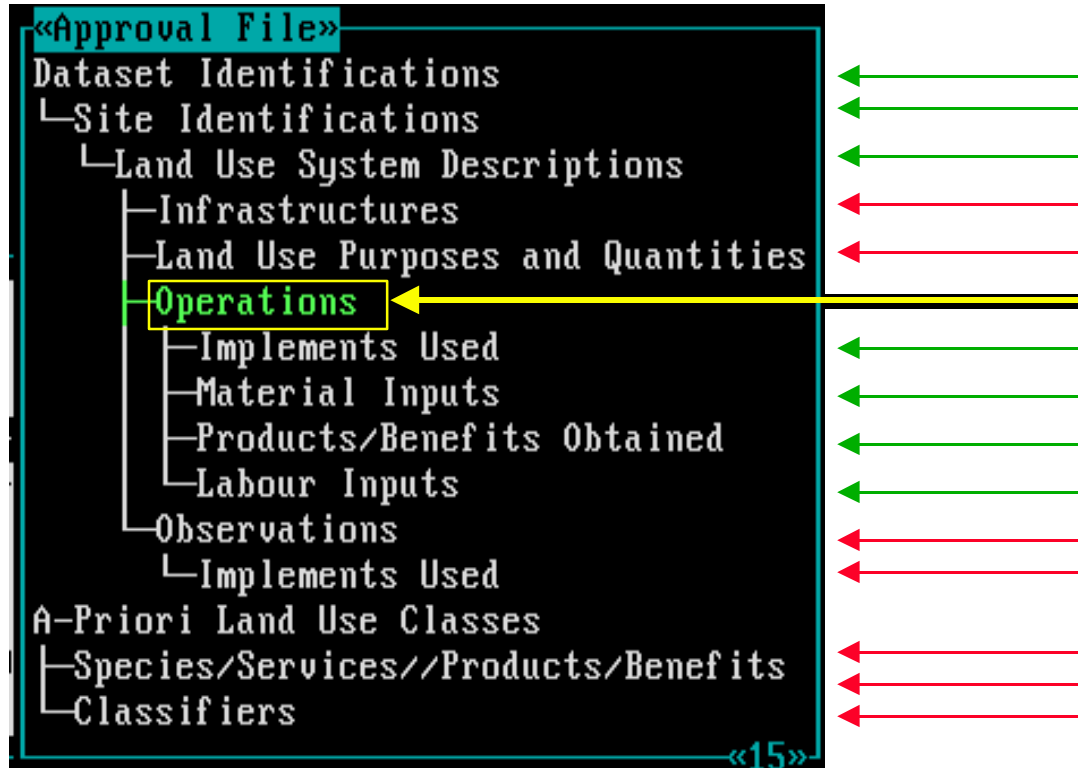 «Approval File»
Dataset Identifications
Site Identifications
Land Use System Descriptions
Infrastructures
Land Use Purposes and Quantities
Operations
Implements Used
Material Inputs
Products/Benefits Obtained
Labour Inputs
Observations
Implements Used
A-Priori Land Use Classes
Species/Services//Products/Benefits
Classifiers
«15»